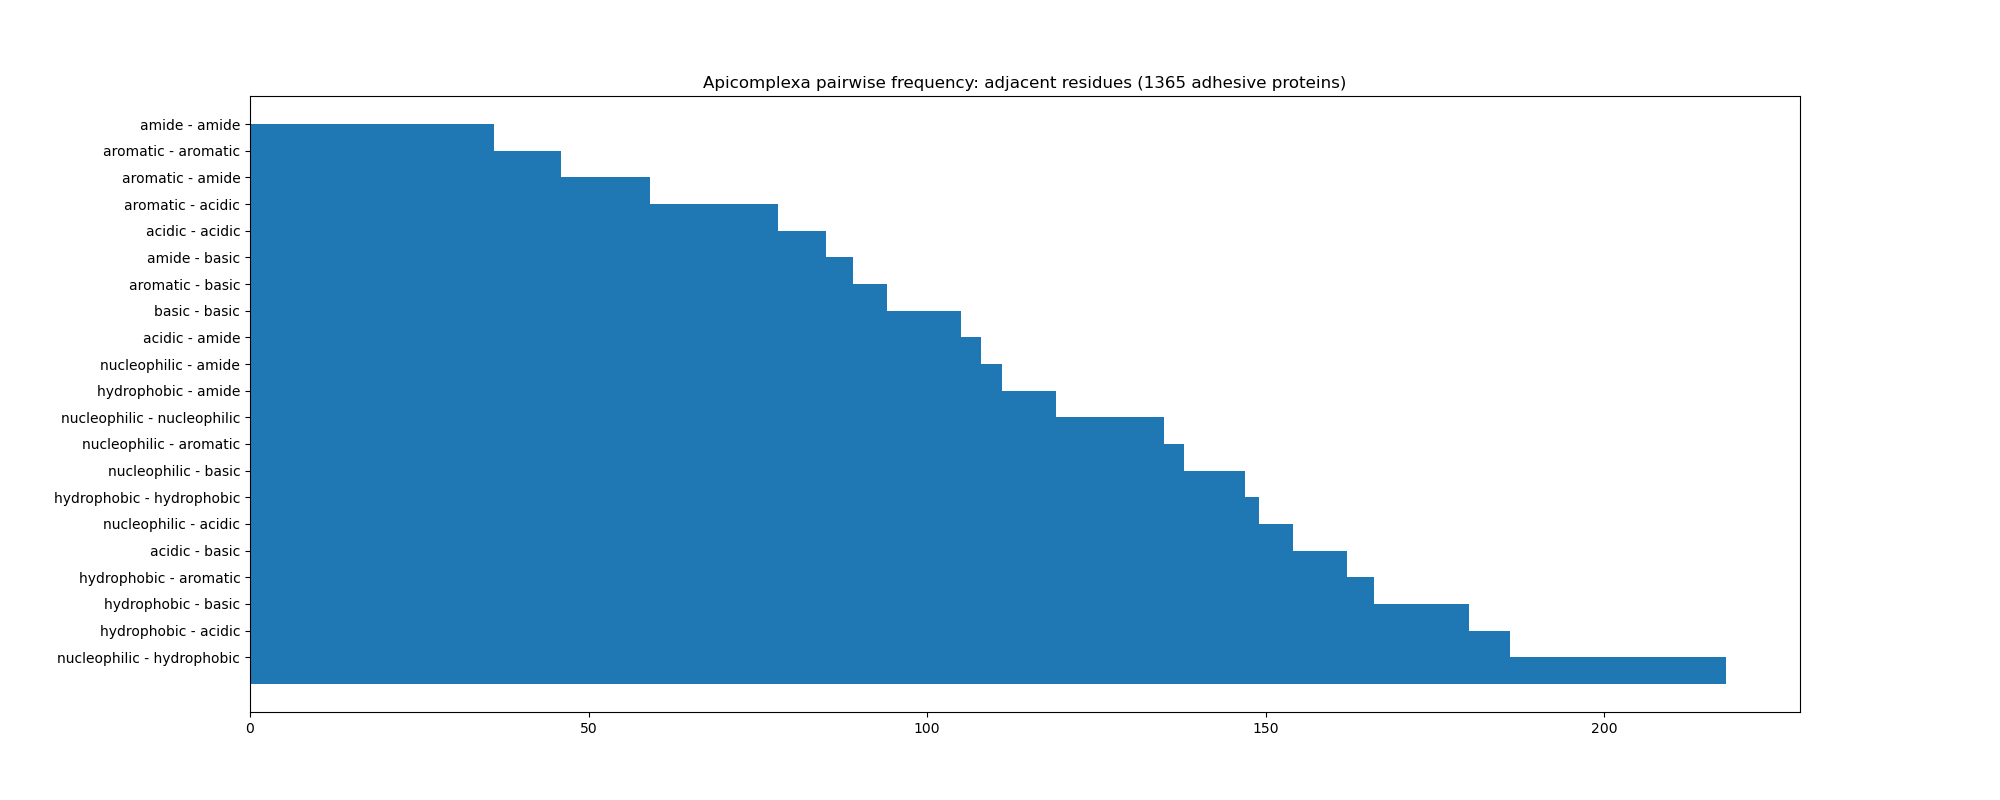 Apicomplexa pairwise frequency: adjacent residues (1365 adhesive proteins)
amide - amide
aromatic - aromatic
aromatic - amide
aromatic - acidic
acidic - acidic
amide - basic
aromatic - basic
basic - basic
acidic - amide
nucleophilic - amide
hydrophobic - amide
nucleophilic - nucleophilic
nucleophilic - aromatic
nucleophilic - basic
hydrophobic - hydrophobic
nucleophilic - acidic
acidic - basic
hydrophobic - aromatic
hydrophobic - basic
hydrophobic - acidic
nucleophilic - hydrophobic
0 50 100 150 200